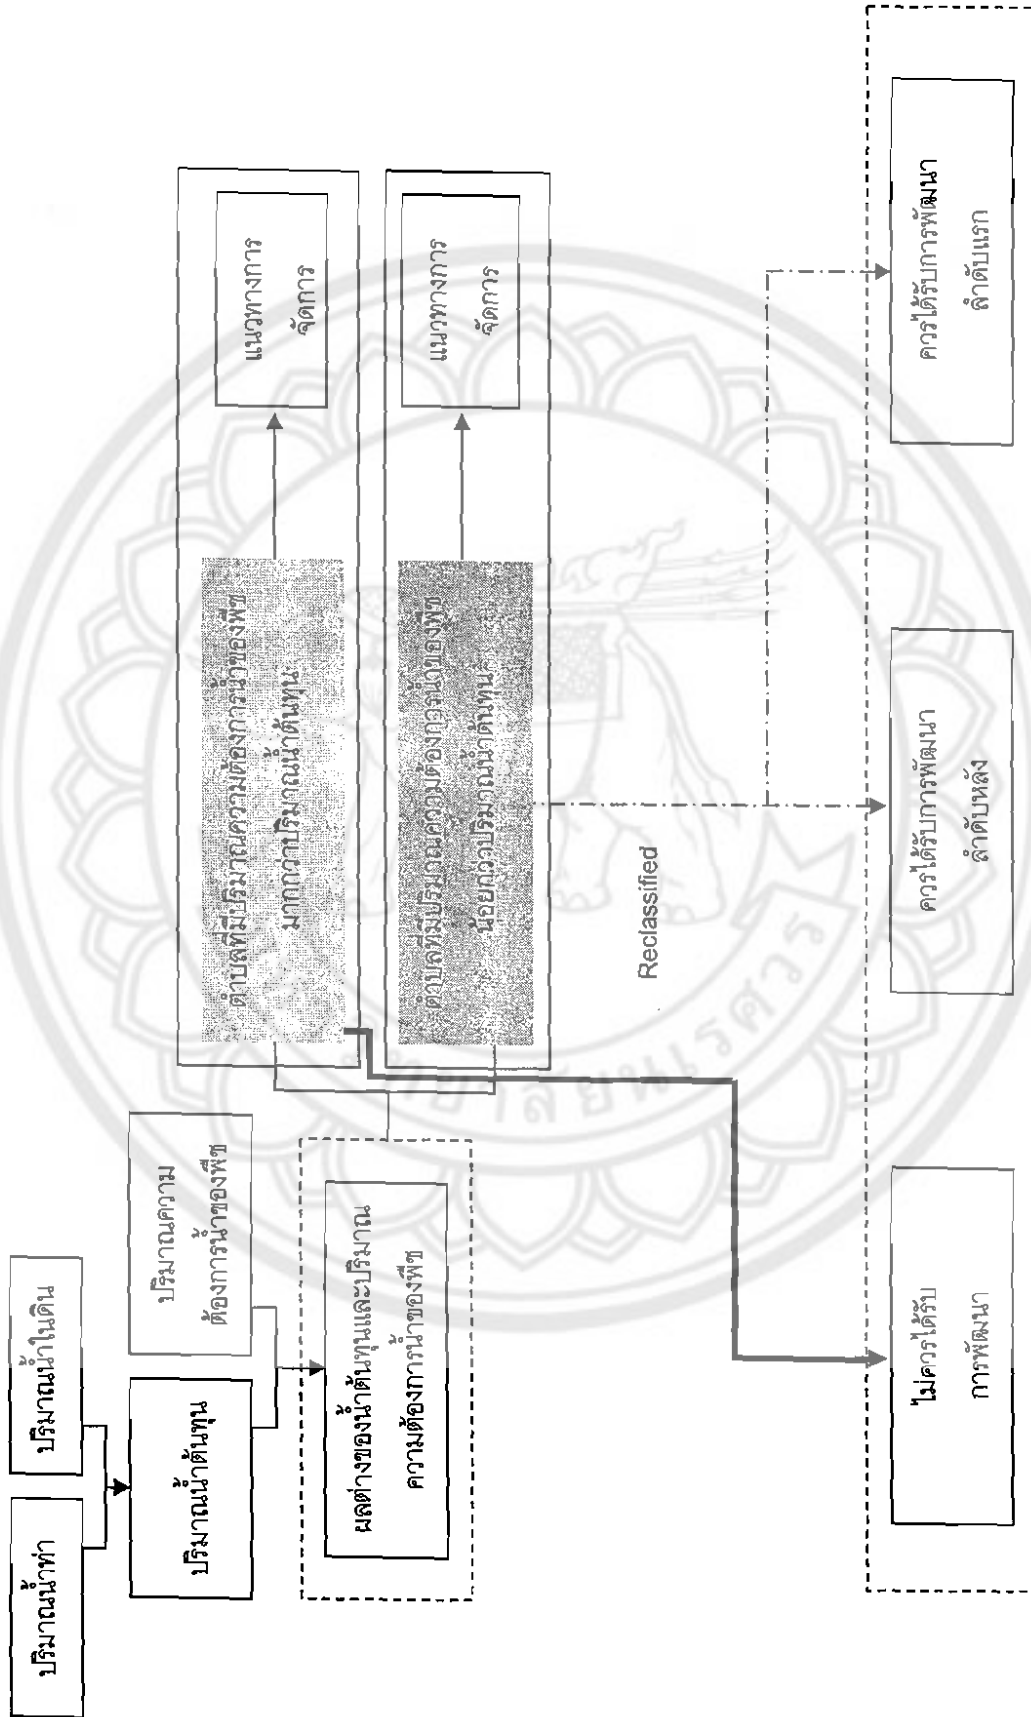 ปริมาณน้ำท่า
ปริมาณน้ำในดิน
ปริมาณน้ำต้นทุน
ปริมาณความ
ต้องการน้ำของพืช
ผลต่างของน้ำต้นทุนและปริมาณ
ความต้องการน้ำของพืช
ตำบลที่มีปริมาณความต้องการน้ำของพืช
มากกว่าปริมาณน้ำต้นทุน
แนวทางการ
จัดการ
ตำบลที่มีปริมาณความต้องการน้ำของพืช
น้อยกว่าปริมาณน้ำต้นทุน
แนวทางการ
จัดการ
Reclassified
ไม่ควรได้รับ
การพัฒนา
ควรได้รับการพัฒนา
ลำดับหลัง
ควรได้รับการพัฒนา
ลำดับแรก